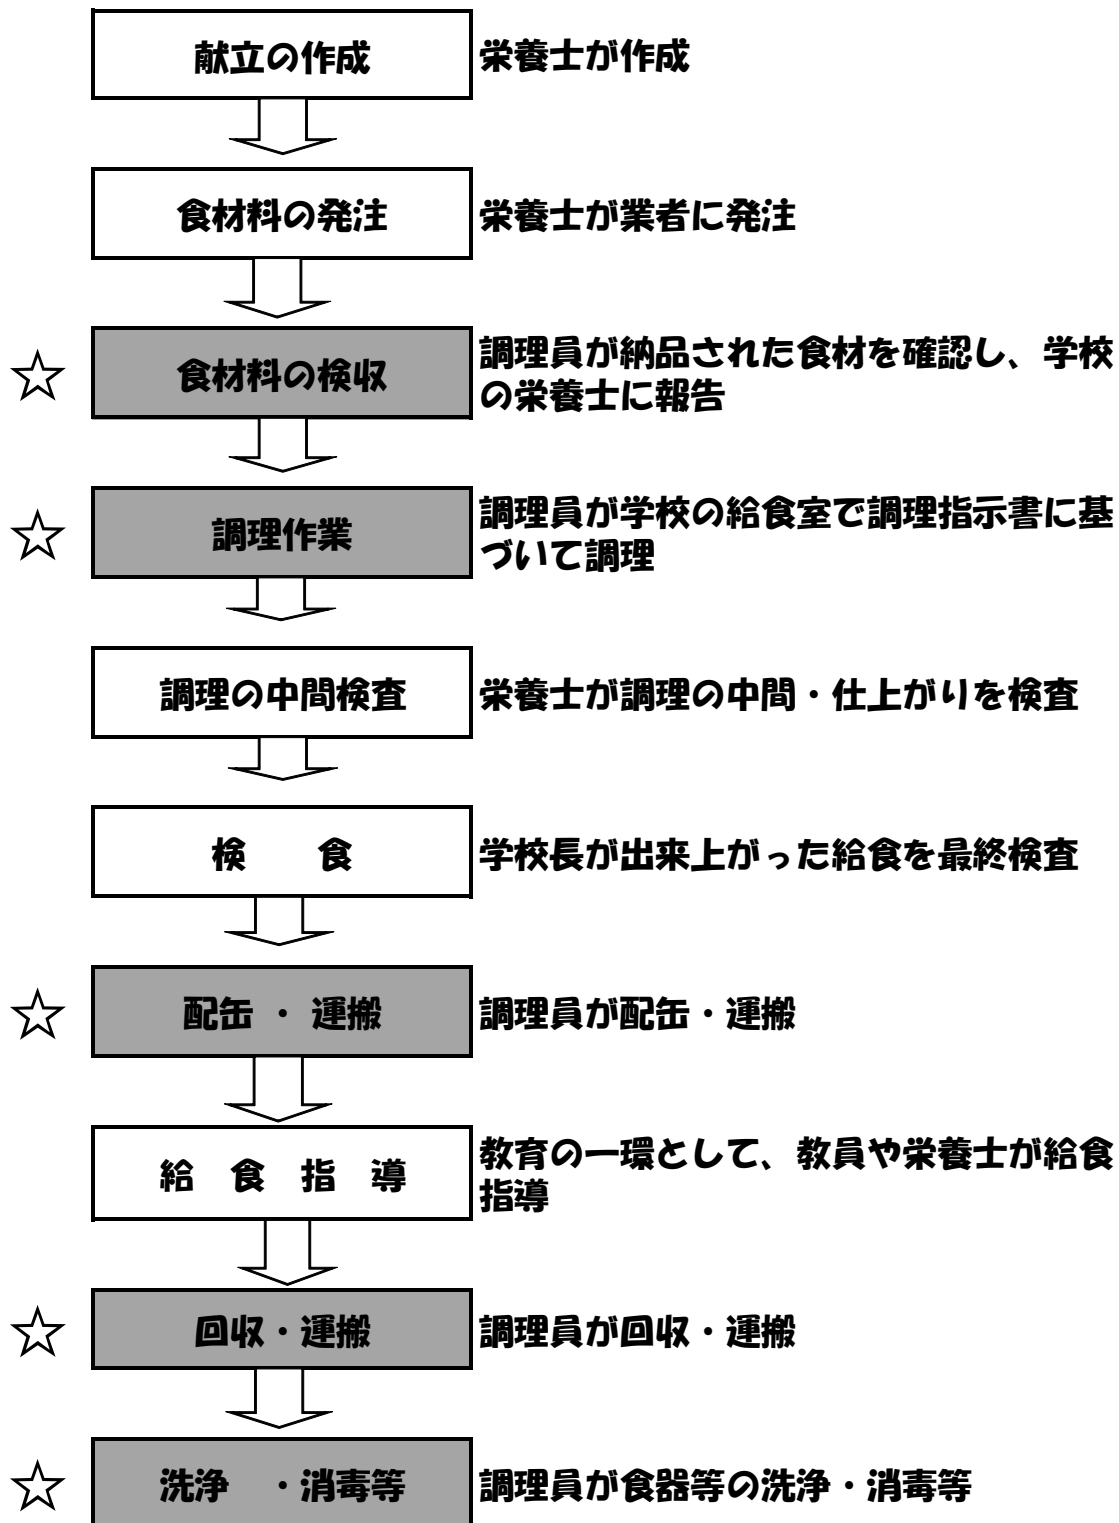 献立の作成
栄養士が作成
食材料の発注
栄養士が業者に発注
☆
食材料の検収
調理員が納品された食材を確認し、学校
の栄養士に報告
☆
調理作業
調理員が学校の給食室で調理指示書に基
づいて調理
調理の中間検査
栄養士が調理の中間・仕上がりを検査
検　　食
学校長が出来上がった給食を最終検査
☆
配缶 ・ 運搬
調理員が配缶・運搬
給　食　指　導
教育の一環として、教員や栄養士が給食
指導
☆
回収・運搬
調理員が回収・運搬
☆
洗浄　・消毒等
調理員が食器等の洗浄・消毒等